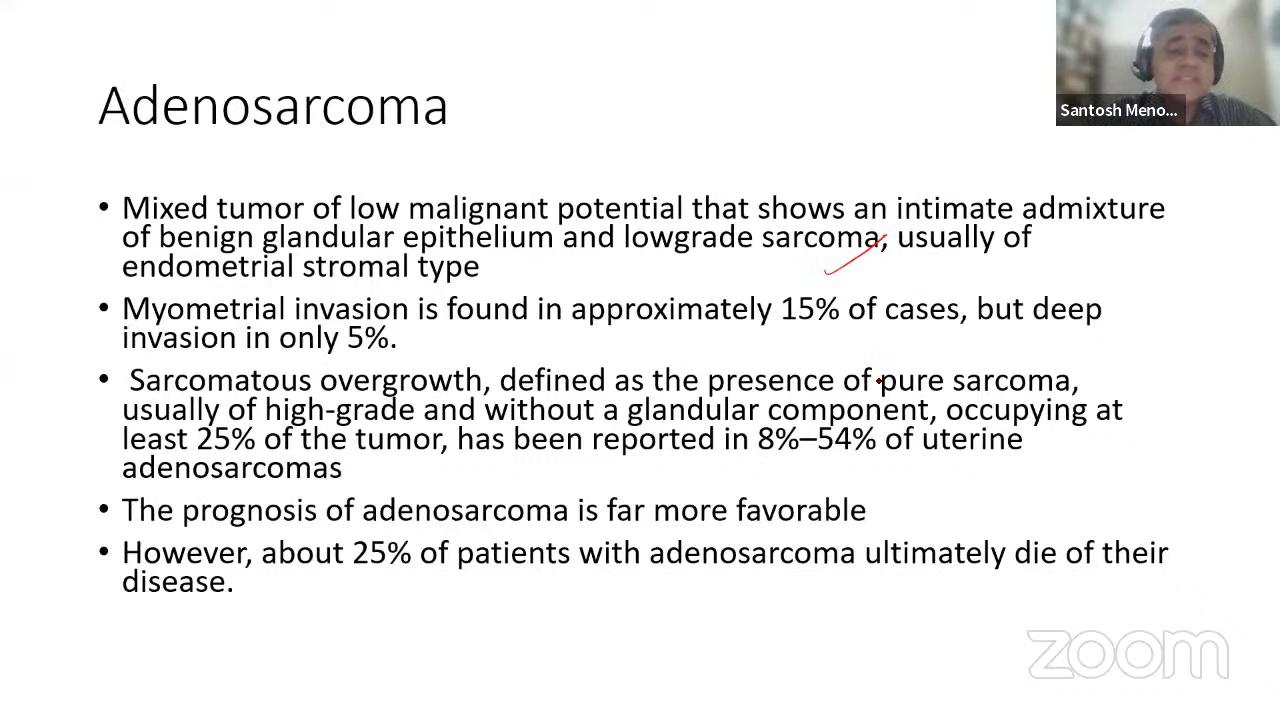 Santosh Meno...
Adenosarcoma
• Mixed tumor of low malignant potential that shows an intimate admixture
of benign glandular epithelium and lowgrade sarcoma, usually of
endometrial stromal type
• Myometrial invasion is found in approximately 15% of cases, but deep
invasion in only 5%.
• Sarcomatous overgrowth, defined as the presence of pure sarcoma,
usually of high-grade and without a glandular component, occupying at
least 25% of the tumor, has been reported in 8%–54% of uterine
adenosarcomas
• The prognosis of adenosarcoma is far more favorable
• However, about 25% of patients with adenosarcoma ultimately die of their
disease.
zoom